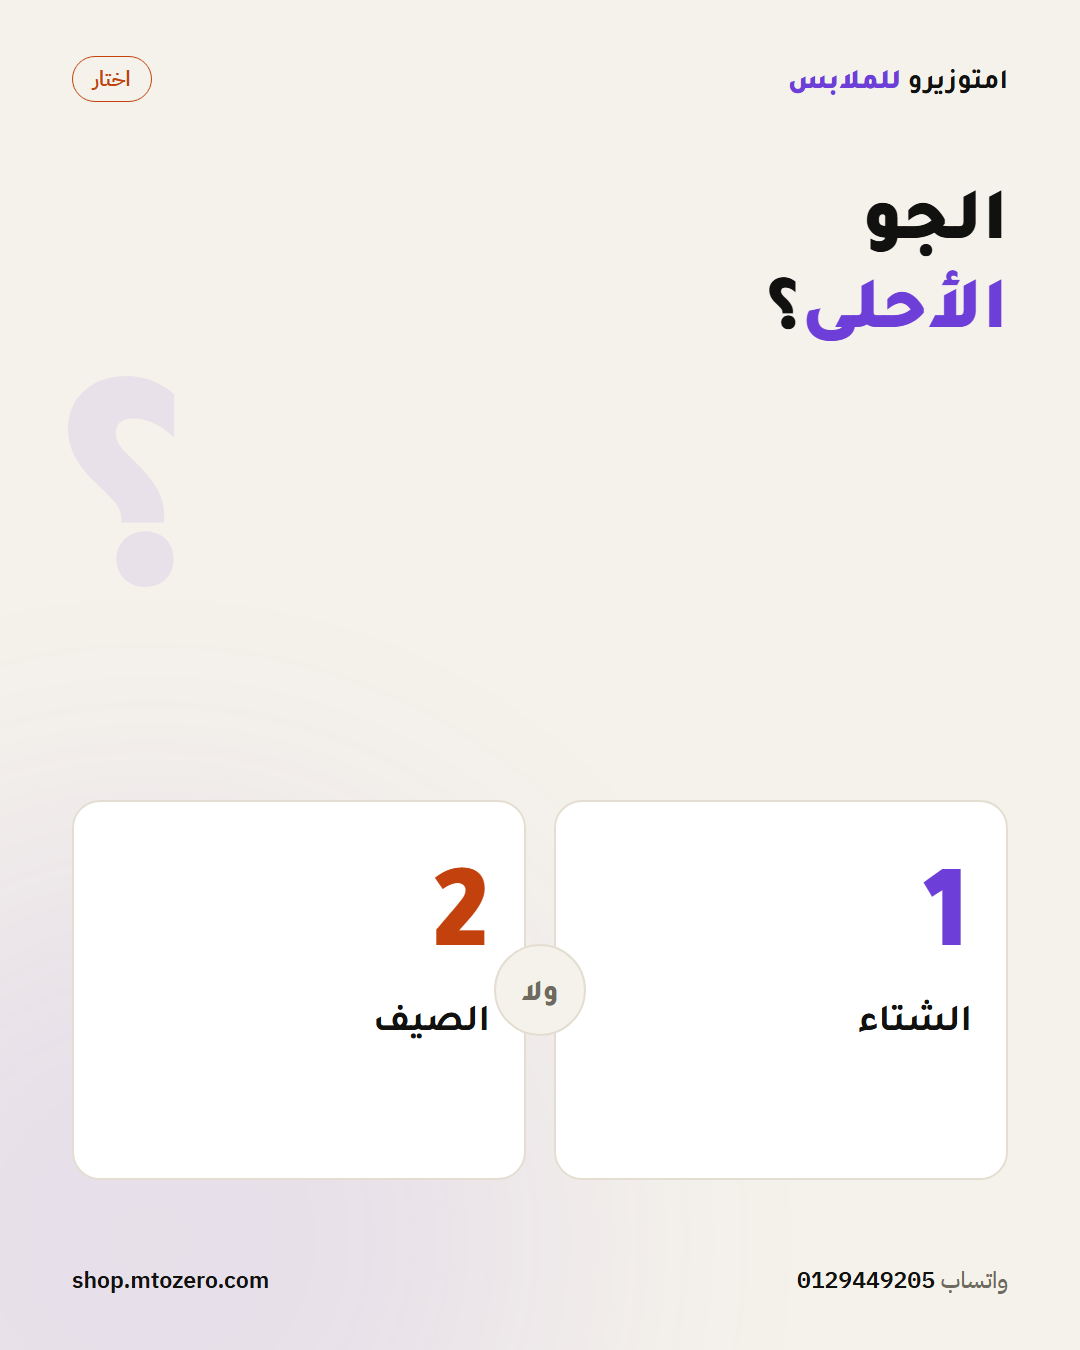 امتوزيرو للملابس
اختار
الجو
الأحلى؟
؟
1
الشتاء
ولا
2
الصيف
واتساب 0129449205
shop.mtozero.com